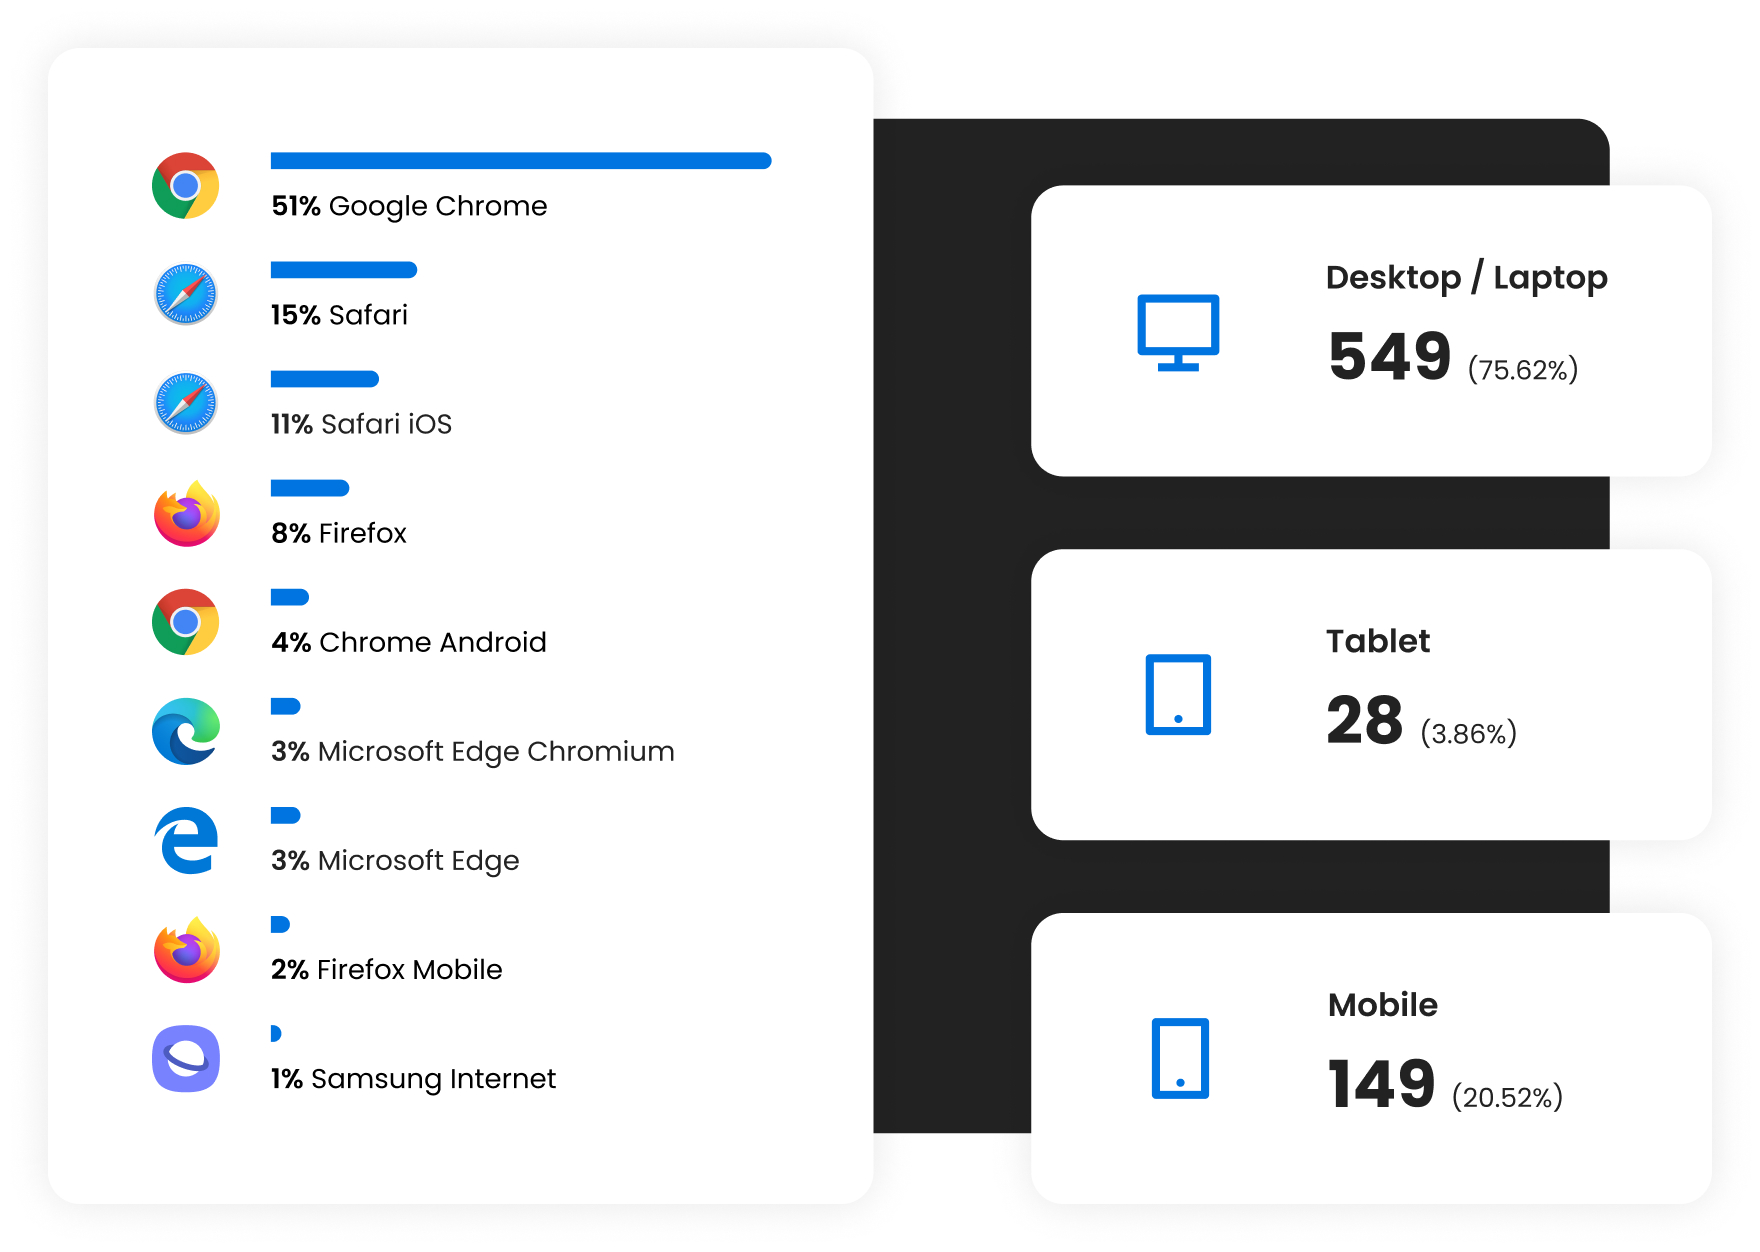 51% Google Chrome
15% Safari
11% Safari iOS
8% Firefox
4% Chrome Android
3% Microsoft Edge Chromium
3% Microsoft Edge
2% Firefox Mobile
1% Samsung Internet
Desktop / Laptop
549 (75.62%)
Tablet
28 (3.86%)
Mobile
149 (20.52%)